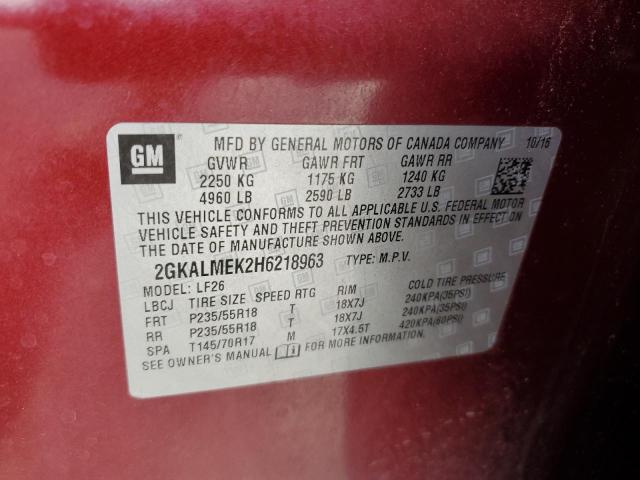 GM
MFD BY GENERAL MOTORS OF CANADA COMPANY 10/16
GVWR GAWR FRT GAWR RR
2250 KG 1175 KG 1240 KG
4960 LB 2590 LB 2733 LB
THIS VEHICLE CONFORMS TO ALL APPLICABLE U.S. FEDERAL MOTOR
VEHICLE SAFETY AND THEFT PREVENTION STANDARDS IN EFFECT ON
THE DATE OF MANUFACTURE SHOWN ABOVE.
2GKALMEK2H6218963 TYPE: M.P.V.
MODEL: LF26
LBCJ TIRE SIZE SPEED RTG RIM COLD TIRE PRESSURE
FRT P235/55R18 T 18X7J 240KPA(35PSI)
RR P235/55R18 T 18X7J 240KPA(35PSI)
SPA T145/70R17 M 17X4.5T 420KPA(60PSI)
SEE OWNER'S MANUAL FOR MORE INFORMATION.